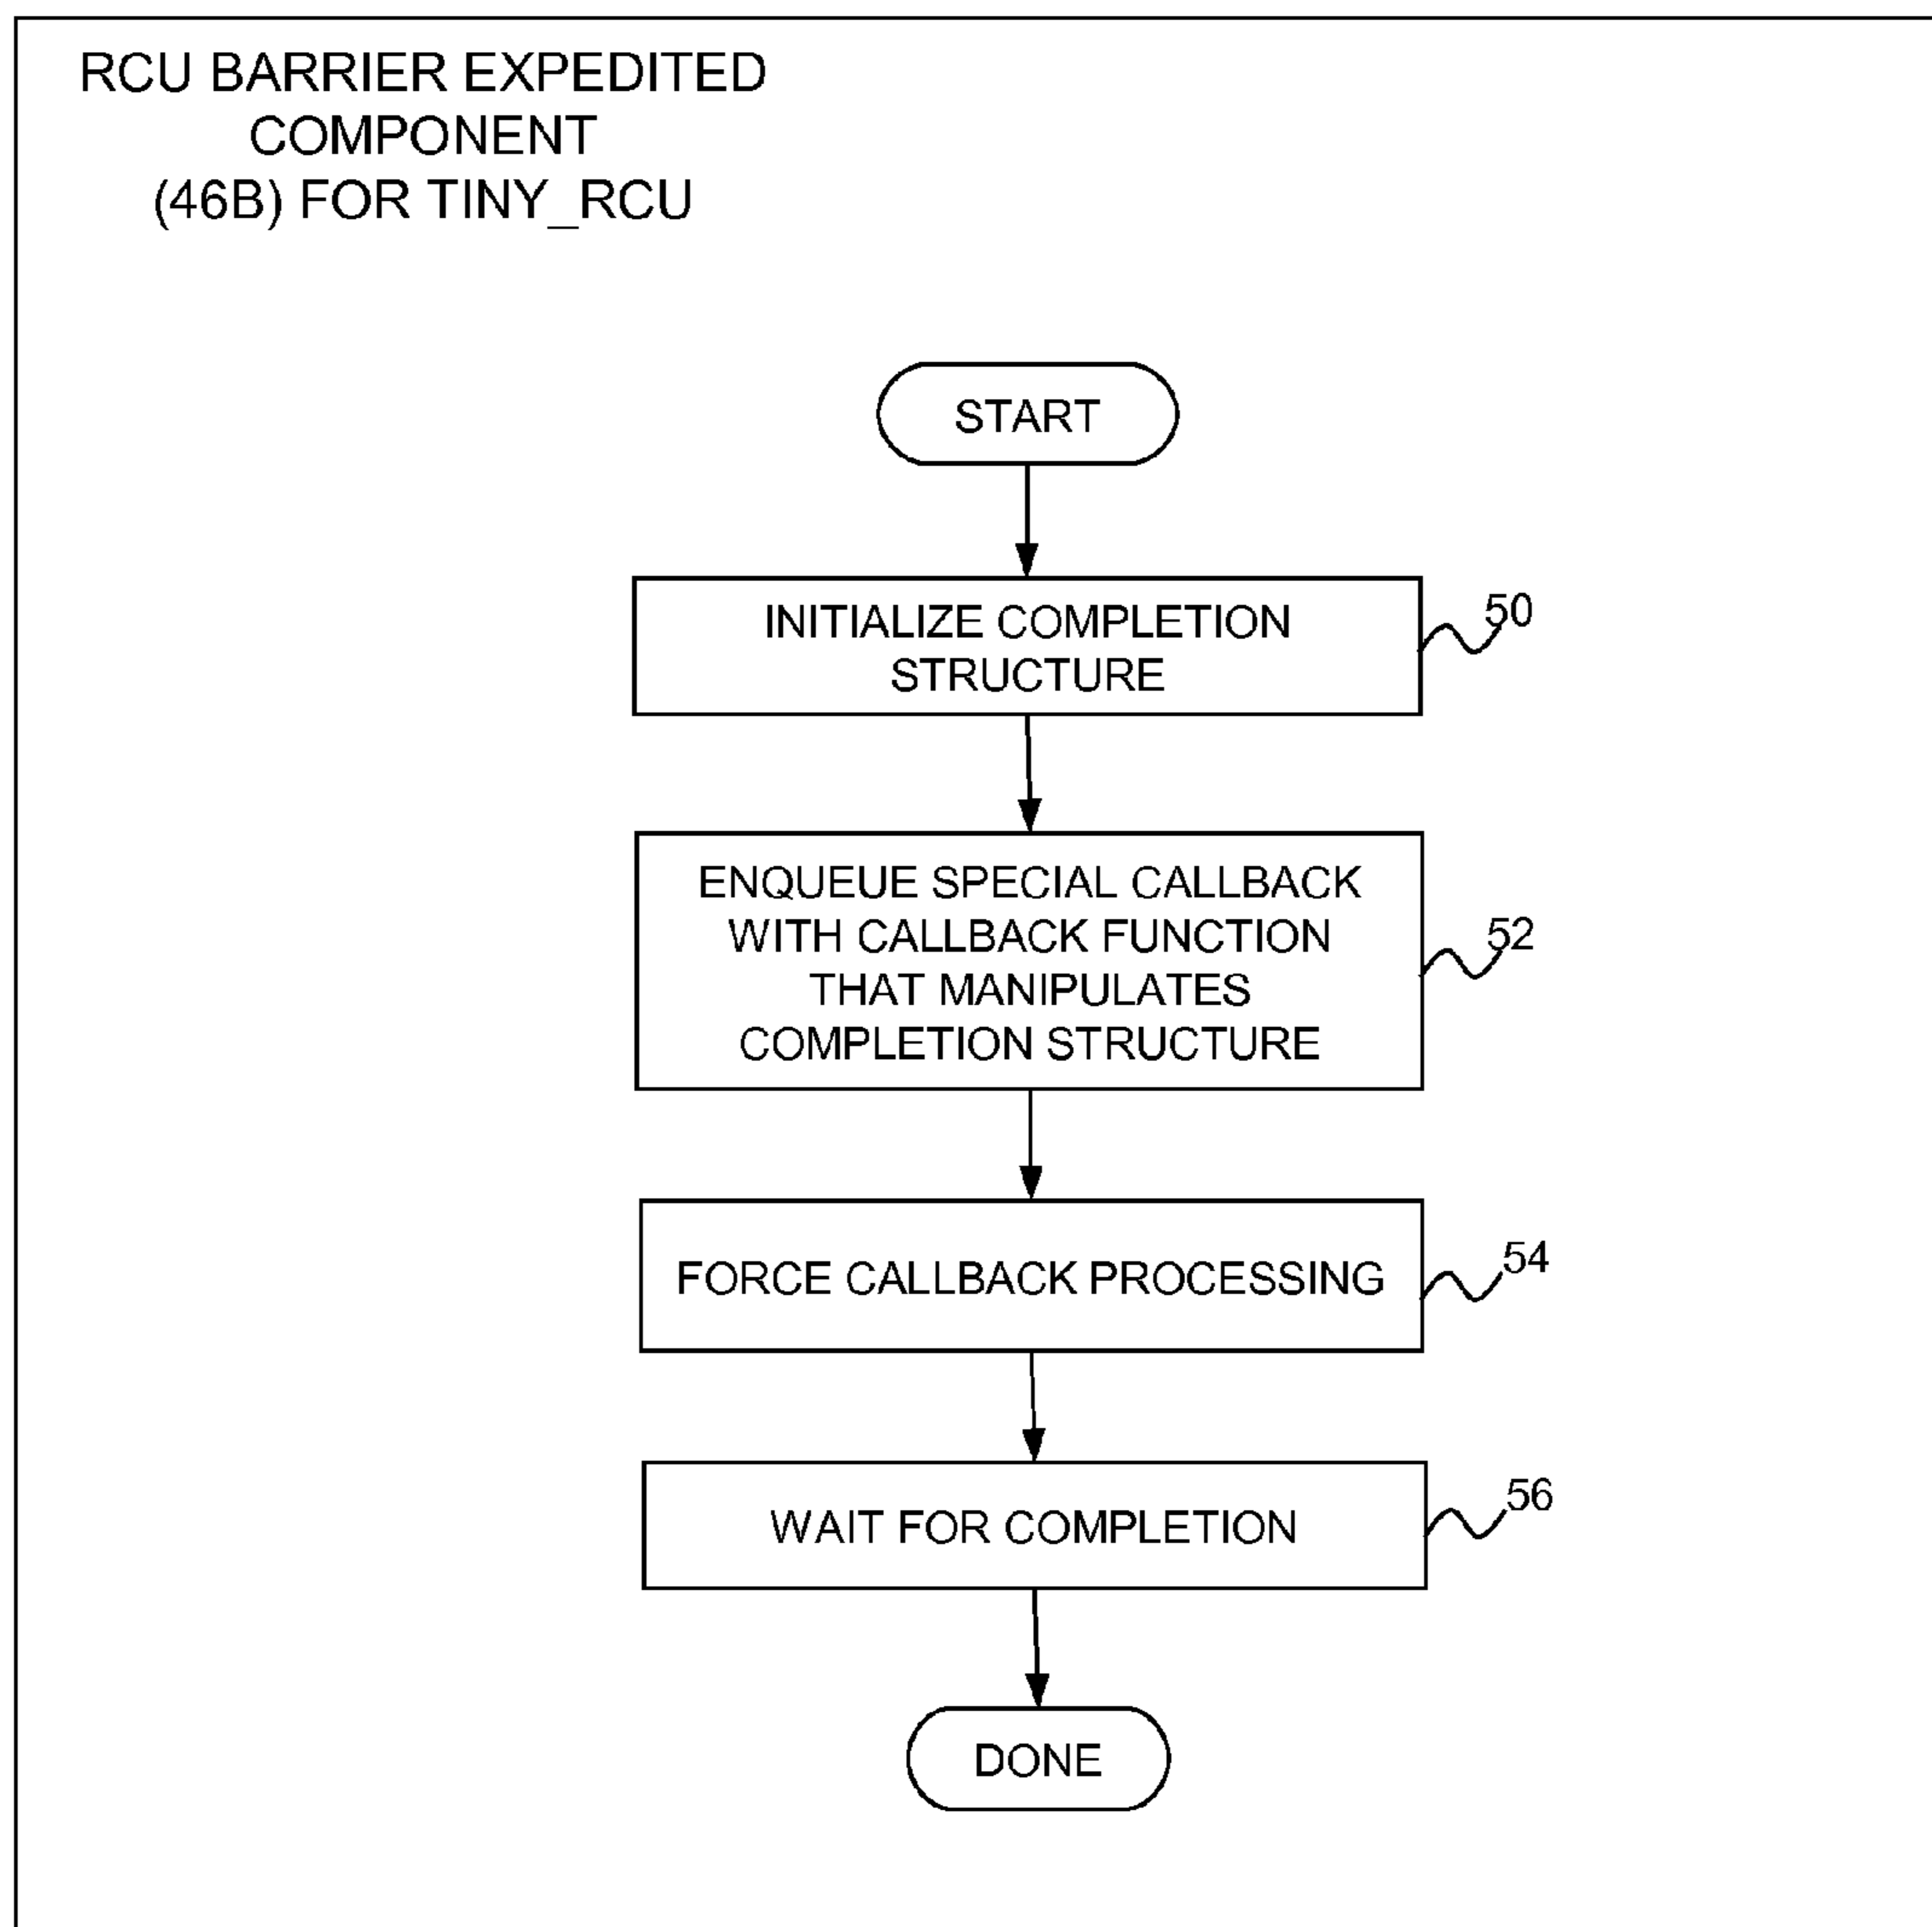 RCU BARRIER EXPEDITED
COMPONENT
(46B) FOR TINY_RCU
START
INITIALIZE COMPLETION
STRUCTURE
50
ENQUEUE SPECIAL CALLBACK
WITH CALLBACK FUNCTION
THAT MANIPULATES
COMPLETION STRUCTURE
52
FORCE CALLBACK PROCESSING
54
WAIT FOR COMPLETION
56
DONE